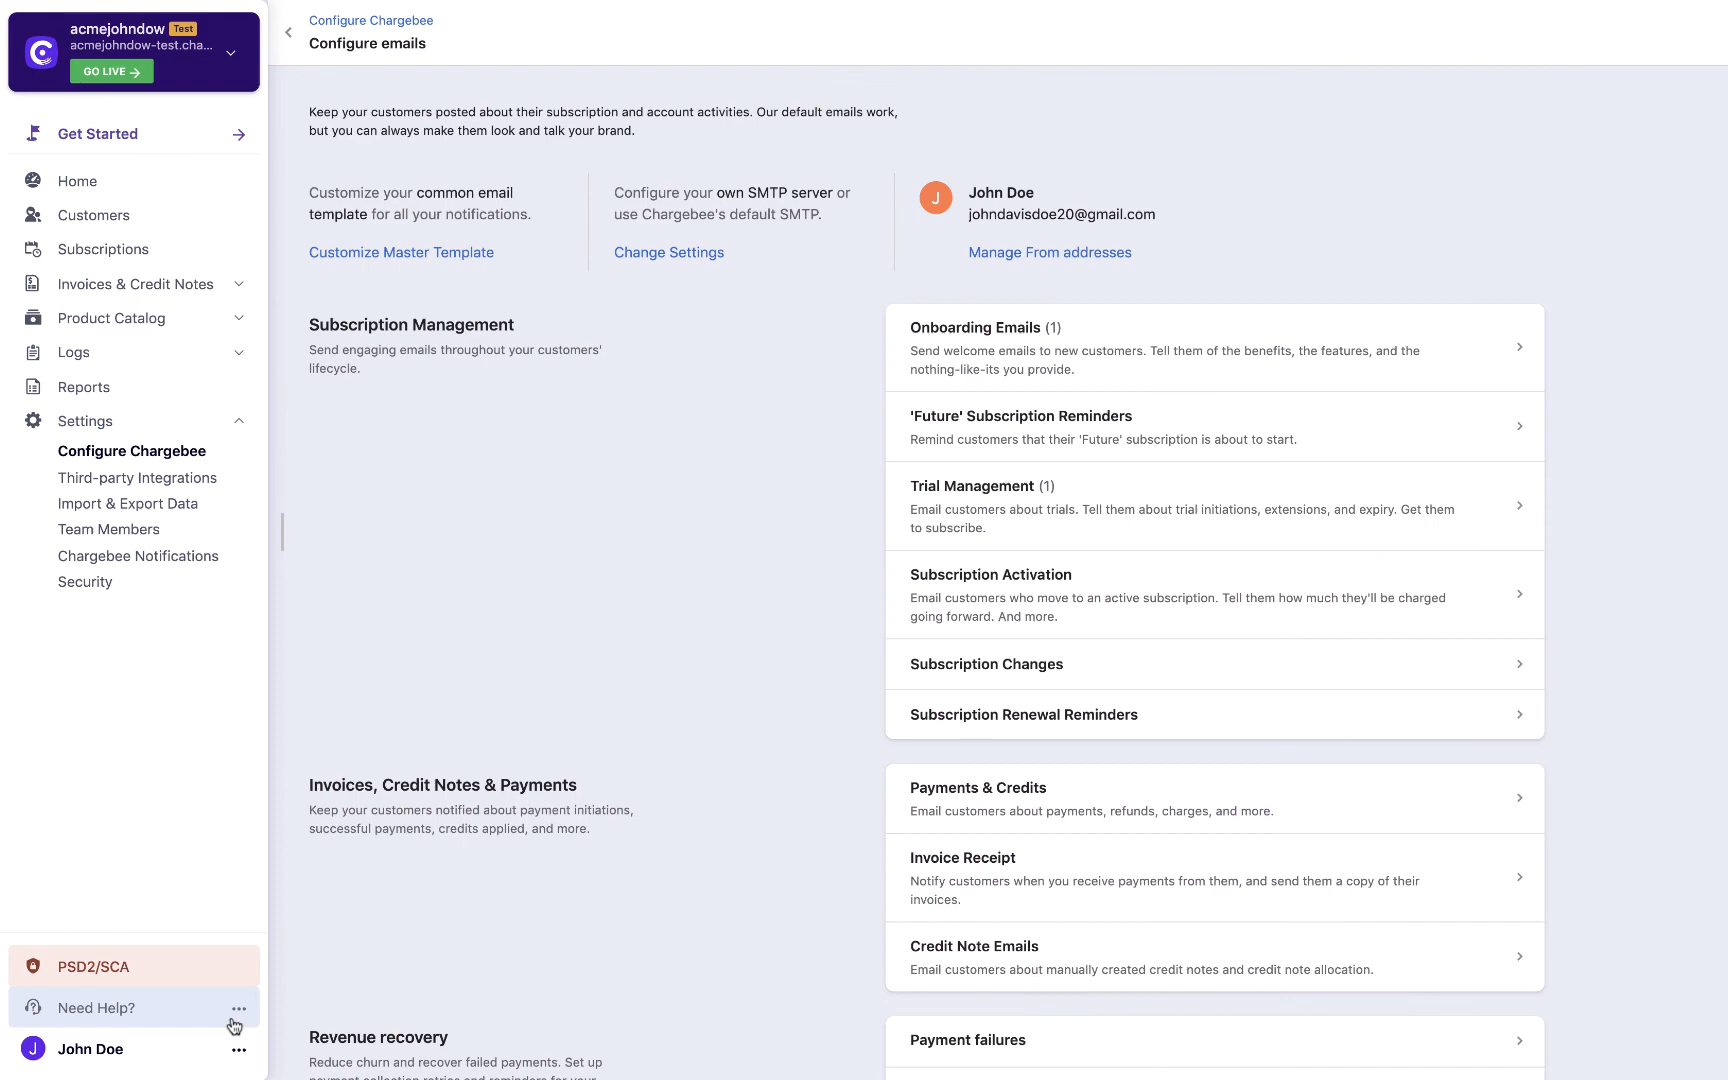 acmejohndow Test
acmejohndow-test.cha...
GO LIVE →
Get Started
Home
Customers
Subscriptions
Invoices & Credit Notes
Product Catalog
Logs
Reports
Settings
Configure Chargebee
Third-party Integrations
Import & Export Data
Team Members
Chargebee Notifications
Security
PSD2/SCA
Need Help?
J John Doe
Configure Chargebee
Configure emails
Keep your customers posted about their subscription and account activities. Our default emails work,
but you can always make them look and talk your brand.
Customize your common email
template for all your notifications.
Customize Master Template
Configure your own SMTP server or
use Chargebee's default SMTP.
Change Settings
J John Doe
johndavisdoe20@gmail.com
Manage From addresses
Subscription Management
Send engaging emails throughout your customers'
lifecycle.
Onboarding Emails (1)
Send welcome emails to new customers. Tell them of the benefits, the features, and the
nothing-like-its you provide.
'Future' Subscription Reminders
Remind customers that their 'Future' subscription is about to start.
Trial Management (1)
Email customers about trials. Tell them about trial initiations, extensions, and expiry. Get them
to subscribe.
Subscription Activation
Email customers who move to an active subscription. Tell them how much they'll be charged
going forward. And more.
Subscription Changes
Subscription Renewal Reminders
Invoices, Credit Notes & Payments
Keep your customers notified about payment initiations,
successful payments, credits applied, and more.
Payments & Credits
Email customers about payments, refunds, charges, and more.
Invoice Receipt
Notify customers when you receive payments from them, and send them a copy of their
invoices.
Credit Note Emails
Email customers about manually created credit notes and credit note allocation.
Revenue recovery
Reduce churn and recover failed payments. Set up
payment collection retries and reminders for your
Payment failures